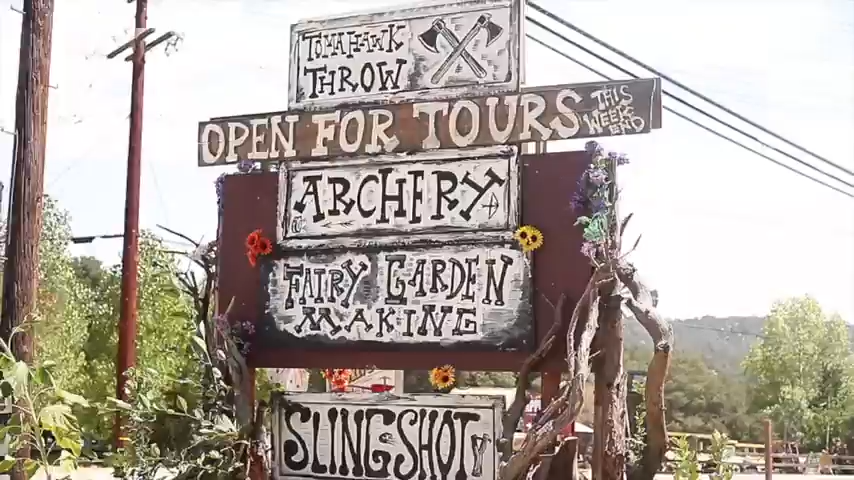 TOMAHAWK
THROW
OPEN FOR TOURS THIS
WEEK
END
ARCHERY
FAIRY GARDEN
MAKING
SLINGSHOT